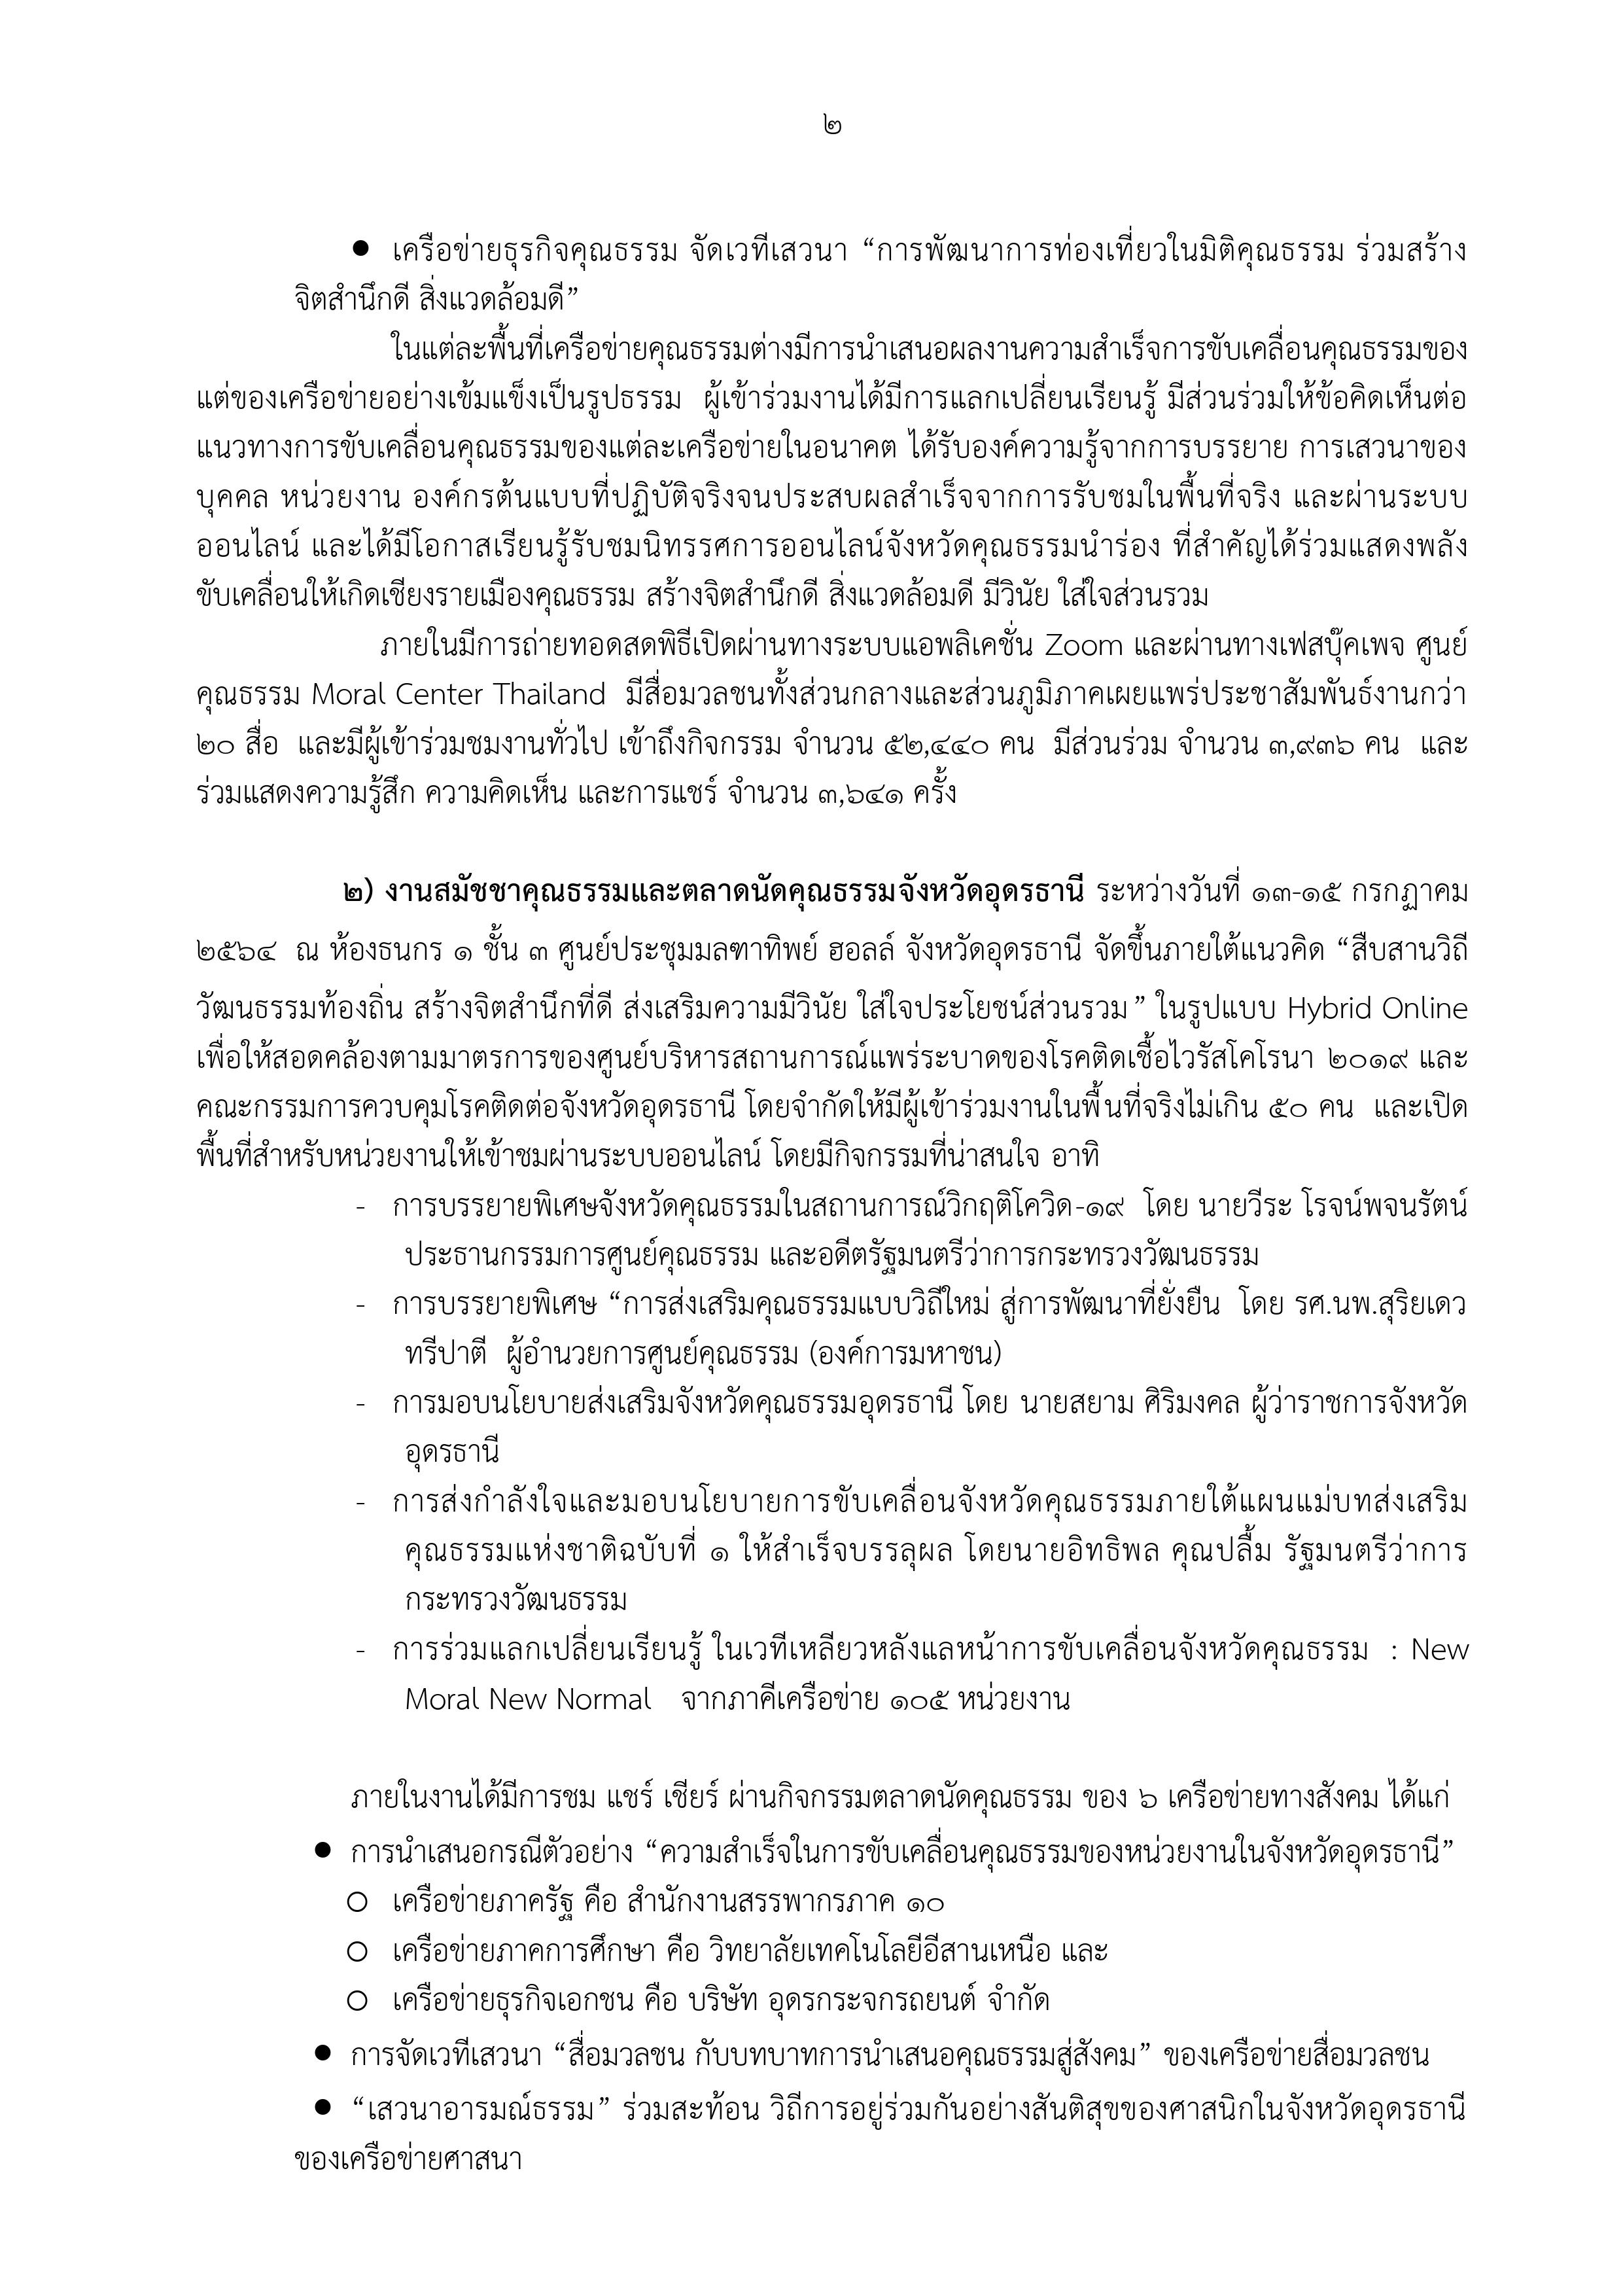 ๒
● เครือข่ายธุรกิจคุณธรรม จัดเวทีเสวนา “การพัฒนาการท่องเที่ยวในมิติคุณธรรม ร่วมสร้าง
จิตสำนึกดี สิ่งแวดล้อมดี”
ในแต่ละพื้นที่เครือข่ายคุณธรรมต่างมีการนำเสนอผลงานความสำเร็จการขับเคลื่อนคุณธรรมของ
แต่ของเครือข่ายอย่างเข้มแข็งเป็นรูปธรรม ผู้เข้าร่วมงานได้มีการแลกเปลี่ยนเรียนรู้ มีส่วนร่วมให้ข้อคิดเห็นต่อ
แนวทางการขับเคลื่อนคุณธรรมของแต่ละเครือข่ายในอนาคต ได้รับองค์ความรู้จากการบรรยาย การเสวนาของ
บุคคล หน่วยงาน องค์กรต้นแบบที่ปฏิบัติจริงจนประสบผลสำเร็จจากการรับชมในพื้นที่จริง และผ่านระบบ
ออนไลน์ และได้มีโอกาสเรียนรู้รับชมนิทรรศการออนไลน์จังหวัดคุณธรรมนำร่อง ที่สำคัญได้ร่วมแสดงพลัง
ขับเคลื่อนให้เกิดเชียงรายเมืองคุณธรรม สร้างจิตสำนึกดี สิ่งแวดล้อมดี มีวินัย ใส่ใจส่วนรวม
ภายในมีการถ่ายทอดสดพิธีเปิดผ่านทางระบบแอพลิเคชั่น Zoom และผ่านทางเฟสบุ๊คเพจ ศูนย์
คุณธรรม Moral Center Thailand มีสื่อมวลชนทั้งส่วนกลางและส่วนภูมิภาคเผยแพร่ประชาสัมพันธ์งานกว่า
๒๐ สื่อ และมีผู้เข้าร่วมชมงานทั่วไป เข้าถึงกิจกรรม จำนวน ๕๒,๔๔๐ คน มีส่วนร่วม จำนวน ๓,๙๓๖ คน และ
ร่วมแสดงความรู้สึก ความคิดเห็น และการแชร์ จำนวน ๓,๖๔๑ ครั้ง
๒) งานสมัชชาคุณธรรมและตลาดนัดคุณธรรมจังหวัดอุดรธานี ระหว่างวันที่ ๑๓-๑๕ กรกฏาคม
๒๕๖๔ ณ ห้องธนกร ๑ ชั้น ๓ ศูนย์ประชุมมลฑาทิพย์ ฮอลล์ จังหวัดอุดรธานี จัดขึ้นภายใต้แนวคิด “สืบสานวิถี
วัฒนธรรมท้องถิ่น สร้างจิตสำนึกที่ดี ส่งเสริมความมีวินัย ใส่ใจประโยชน์ส่วนรวม” ในรูปแบบ Hybrid Online
เพื่อให้สอดคล้องตามมาตรการของศูนย์บริหารสถานการณ์แพร่ระบาดของโรคติดเชื้อไวรัสโคโรนา ๒๐๑๙ และ
คณะกรรมการควบคุมโรคติดต่อจังหวัดอุดรธานี โดยจำกัดให้มีผู้เข้าร่วมงานในพื้นที่จริงไม่เกิน ๕๐ คน และเปิด
พื้นที่สำหรับหน่วยงานให้เข้าชมผ่านระบบออนไลน์ โดยมีกิจกรรมที่น่าสนใจ อาทิ
- การบรรยายพิเศษจังหวัดคุณธรรมในสถานการณ์วิกฤติโควิด-๑๙ โดย นายวีระ โรจน์พจนรัตน์
ประธานกรรมการศูนย์คุณธรรม และอดีตรัฐมนตรีว่าการกระทรวงวัฒนธรรม
- การบรรยายพิเศษ “การส่งเสริมคุณธรรมแบบวิถีใหม่ สู่การพัฒนาที่ยั่งยืน โดย รศ.นพ.สุริยเดว
ทรีปาตี ผู้อำนวยการศูนย์คุณธรรม (องค์การมหาชน)
- การมอบนโยบายส่งเสริมจังหวัดคุณธรรมอุดรธานี โดย นายสยาม ศิริมงคล ผู้ว่าราชการจังหวัด
อุดรธานี
- การส่งกำลังใจและมอบนโยบายการขับเคลื่อนจังหวัดคุณธรรมภายใต้แผนแม่บทส่งเสริม
คุณธรรมแห่งชาติฉบับที่ ๑ ให้สำเร็จบรรลุผล โดยนายอิทธิพล คุณปลื้ม รัฐมนตรีว่าการ
กระทรวงวัฒนธรรม
- การร่วมแลกเปลี่ยนเรียนรู้ ในเวทีเหลียวหลังแลหน้าการขับเคลื่อนจังหวัดคุณธรรม : New
Moral New Normal จากภาคีเครือข่าย ๑๐๕ หน่วยงาน
ภายในงานได้มีการชม แชร์ เชียร์ ผ่านกิจกรรมตลาดนัดคุณธรรม ของ ๖ เครือข่ายทางสังคม ได้แก่
● การนำเสนอกรณีตัวอย่าง “ความสำเร็จในการขับเคลื่อนคุณธรรมของหน่วยงานในจังหวัดอุดรธานี”
○ เครือข่ายภาครัฐ คือ สำนักงานสรรพากรภาค ๑๐
○ เครือข่ายภาคการศึกษา คือ วิทยาลัยเทคโนโลยีอีสานเหนือ และ
○ เครือข่ายธุรกิจเอกชน คือ บริษัท อุดรกระจกรถยนต์ จำกัด
● การจัดเวทีเสวนา “สื่อมวลชน กับบทบาทการนำเสนอคุณธรรมสู่สังคม” ของเครือข่ายสื่อมวลชน
● “เสวนาอารมณ์ธรรม” ร่วมสะท้อน วิถีการอยู่ร่วมกันอย่างสันติสุขของศาสนิกในจังหวัดอุดรธานี
ของเครือข่ายศาสนา